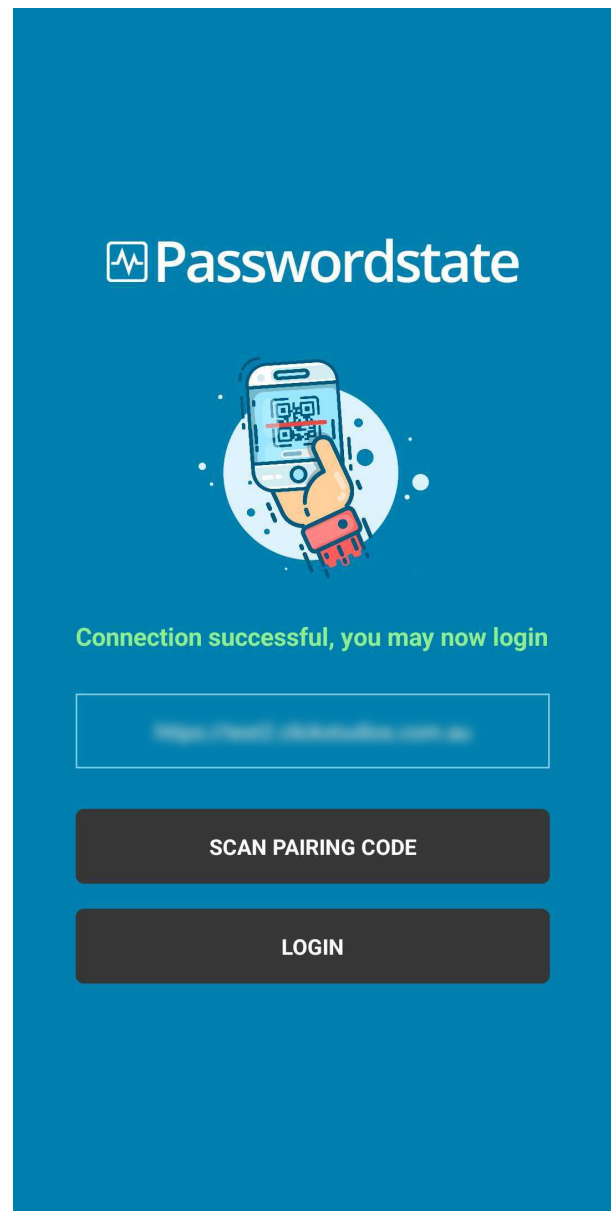 Passwordstate
Connection successful, you may now login
SCAN PAIRING CODE
LOGIN